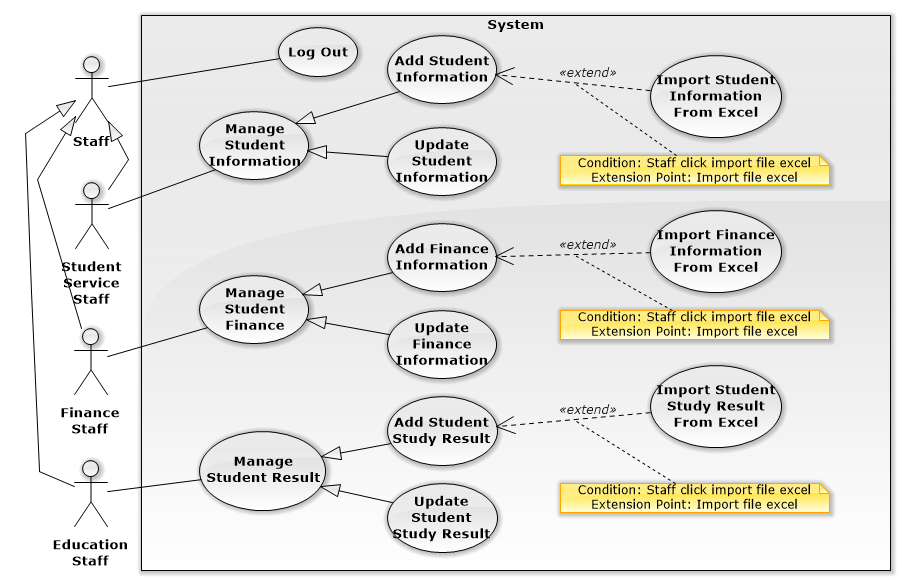 System
Log Out
Add Student
Information
«extend»
Import Student
Information
From Excel
Staff
Manage
Student
Information
Update
Student
Information
Condition: Staff click import file excel
Extension Point: Import file excel
Student
Service
Staff
Add Finance
Information
«extend»
Import Finance
Information
From Excel
Manage
Student
Finance
Update
Finance
Information
Condition: Staff click import file excel
Extension Point: Import file excel
Finance
Staff
Add Student
Study Result
«extend»
Import Student
Study Result
From Excel
Manage
Student Result
Update
Student
Study Result
Condition: Staff click import file excel
Extension Point: Import file excel
Education
Staff